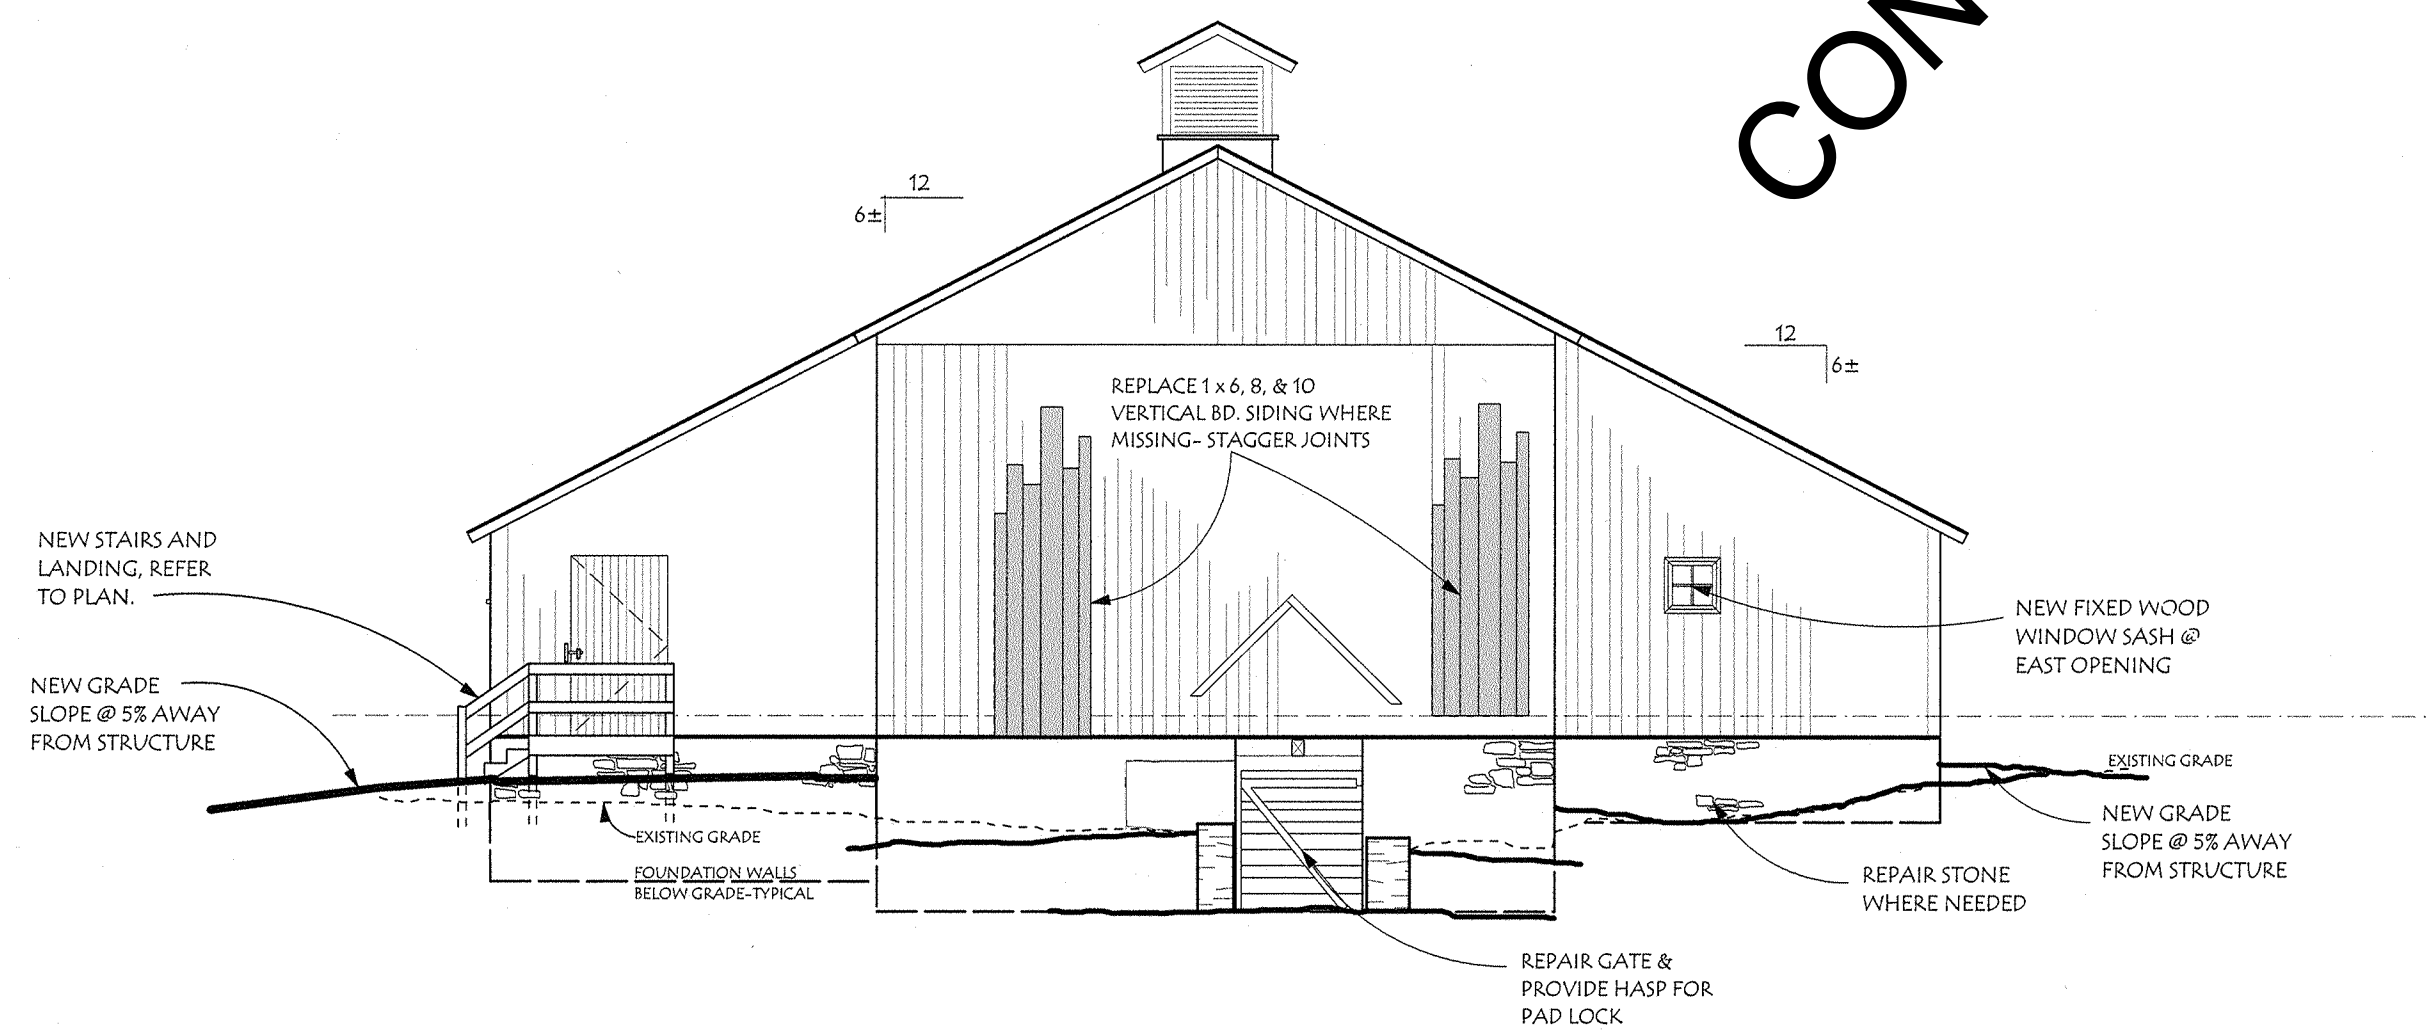 CON
12
6±
12
6±
REPLACE 1 x 6, 8, & 10
VERTICAL BD. SIDING WHERE
MISSING- STAGGER JOINTS
NEW STAIRS AND
LANDING, REFER
TO PLAN.
NEW GRADE
SLOPE @ 5% AWAY
FROM STRUCTURE
NEW FIXED WOOD
WINDOW SASH @
EAST OPENING
EXISTING GRADE
NEW GRADE
SLOPE @ 5% AWAY
FROM STRUCTURE
EXISTING GRADE
FOUNDATION WALLS
BELOW GRADE-TYPICAL
REPAIR STONE
WHERE NEEDED
REPAIR GATE &
PROVIDE HASP FOR
PAD LOCK